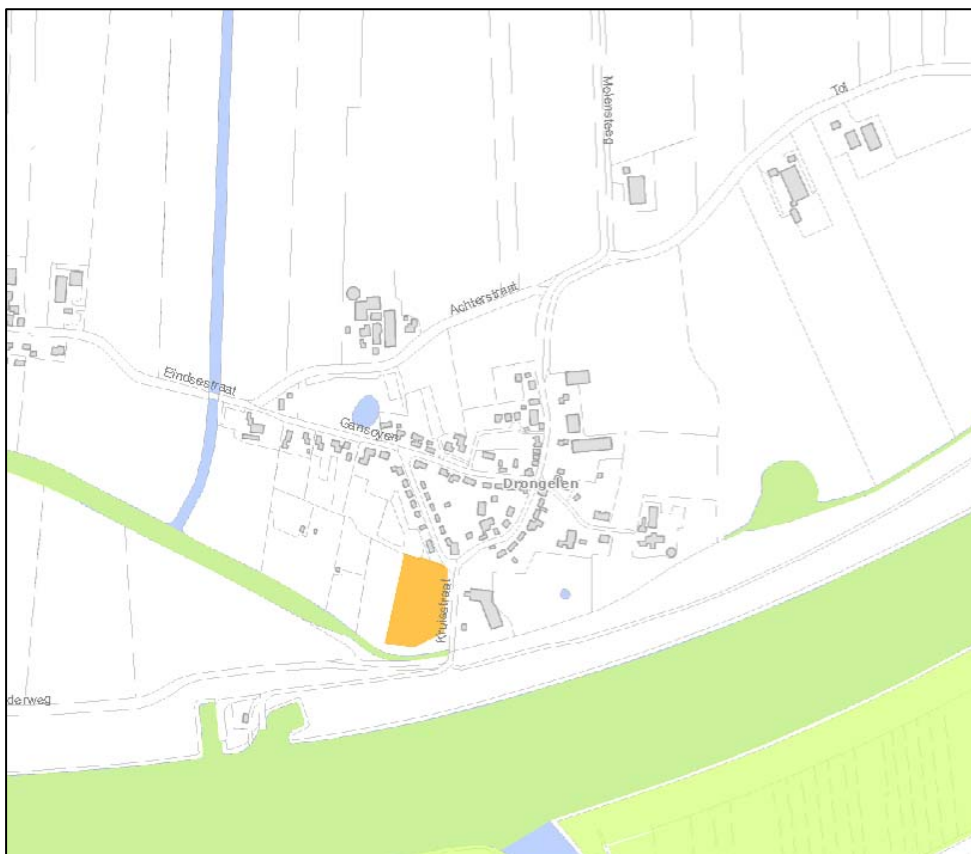 Tol
Molensteeg
Achterstraat
Eindsestraat
Gansoyen
Drongelen
Kruisstraat
derweg